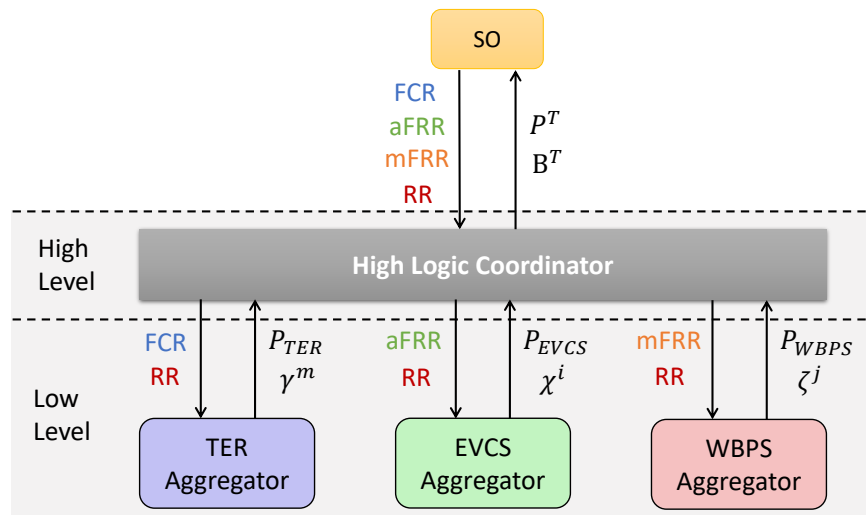 SO
FCR
aFRR
mFRR
RR
P^T
B^T
High
Level
High Logic Coordinator
Low
Level
FCR
RR
P_TER
γ^m
aFRR
RR
P_EVCS
χ^i
mFRR
RR
P_WBPS
ζ^j
TER
Aggregator
EVCS
Aggregator
WBPS
Aggregator